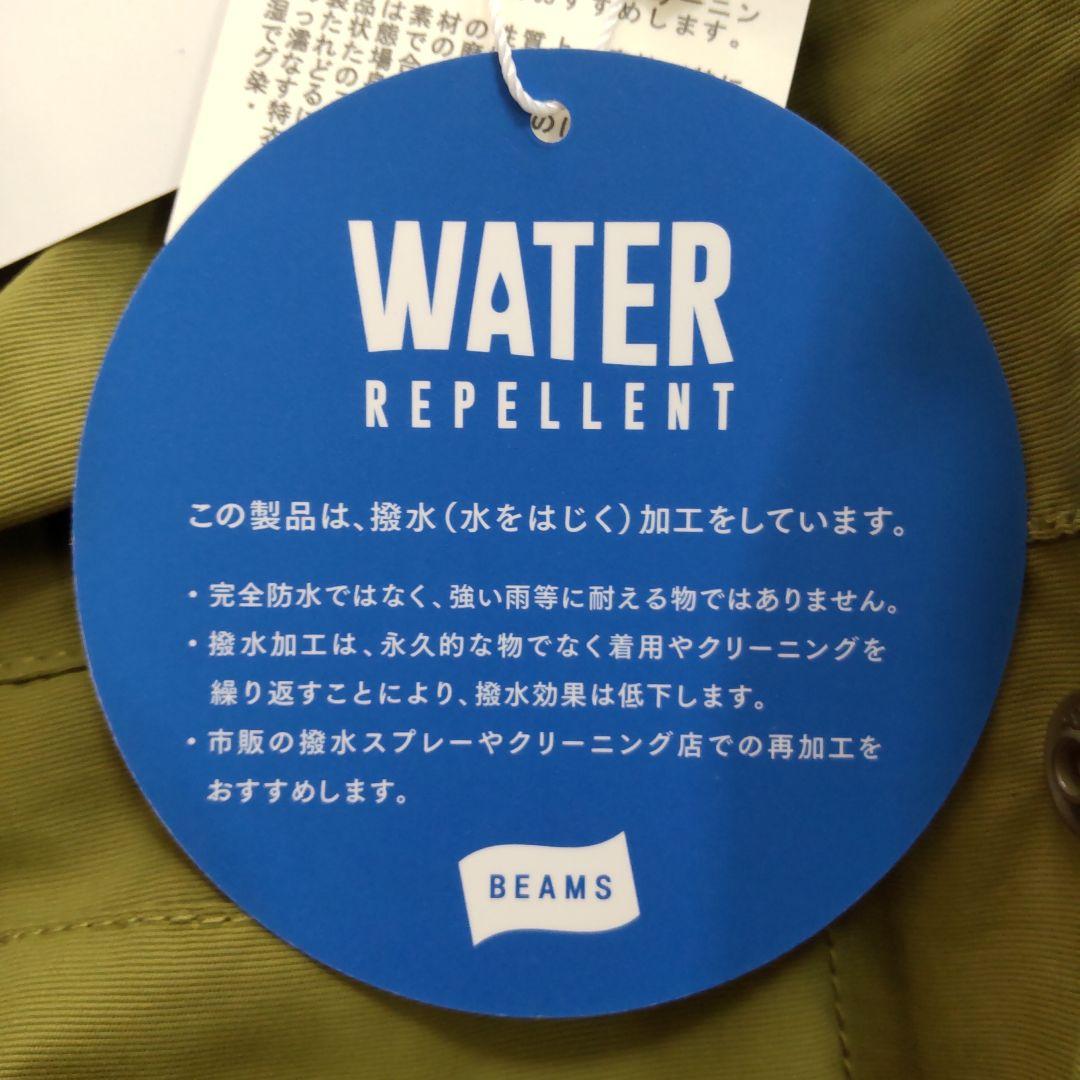 WATER
REPELLENT
この製品は、撥水（水をはじく）加工をしています。
・完全防水ではなく、強い雨等に耐える物ではありません。
・撥水加工は、永久的な物でなく着用やクリーニングを
繰り返すことにより、撥水効果は低下します。
・市販の撥水スプレーやクリーニング店での再加工を
おすすめします。
BEAMS